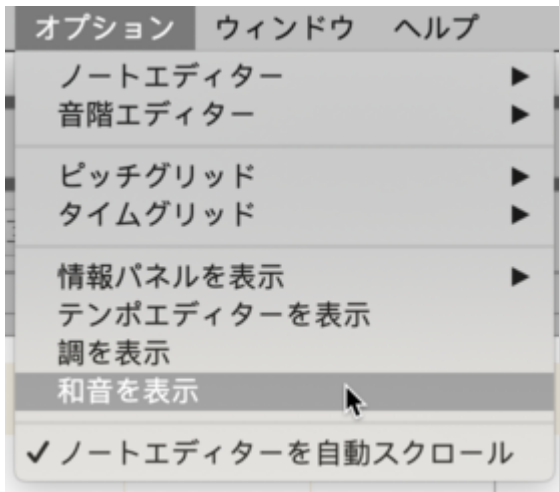 オプション ウィンドウ ヘルプ
ノートエディター
音階エディター
ピッチグリッド
タイムグリッド
情報パネルを表示
テンポエディターを表示
調を表示
和音を表示
✓ ノートエディターを自動スクロール